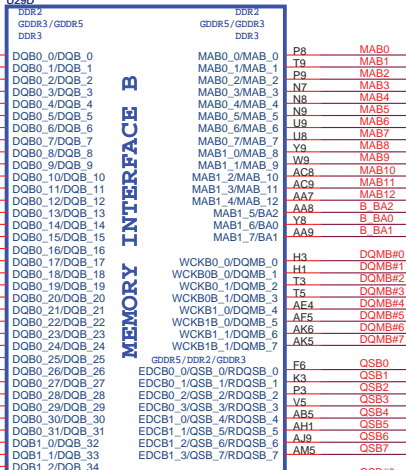 U29D
DDR2 DDR2
GDDR3/GDDR5 GDDR5/GDDR3
DDR3 DDR3
DQB0_0/DQB_0 MAB0_0/MAB_0 P8 MAB0
DQB0_1/DQB_1 MAB0_1/MAB_1 T9 MAB1
DQB0_2/DQB_2 MAB0_2/MAB_2 P9 MAB2
DQB0_3/DQB_3 MAB0_3/MAB_3 N7 MAB3
DQB0_4/DQB_4 MAB0_4/MAB_4 N8 MAB4
DQB0_5/DQB_5 MAB0_5/MAB_5 N9 MAB5
DQB0_6/DQB_6 MAB0_6/MAB_6 U9 MAB6
DQB0_7/DQB_7 MAB0_7/MAB_7 U8 MAB7
DQB0_8/DQB_8 MAB1_0/MAB_8 Y9 MAB8
DQB0_9/DQB_9 MAB1_1/MAB_9 W9 MAB9
DQB0_10/DQB_10 MAB1_2/MAB_10 AC8 MAB10
DQB0_11/DQB_11 MAB1_3/MAB_11 AC9 MAB11
DQB0_12/DQB_12 MAB1_4/MAB_12 AA7 MAB12
DQB0_13/DQB_13 MAB1_5/BA2 AA8 B_BA2
DQB0_14/DQB_14 MAB1_6/BA0 Y8 B_BA0
DQB0_15/DQB_15 MAB1_7/BA1 AA9 B_BA1
DQB0_16/DQB_16
DQB0_17/DQB_17 WCKB0_0/DQMB_0 H3 DQMB#0
DQB0_18/DQB_18 WCKB0B_0/DQMB_1 H1 DQMB#1
DQB0_19/DQB_19 WCKB0_1/DQMB_2 T3 DQMB#2
DQB0_20/DQB_20 WCKB0B_1/DQMB_3 T5 DQMB#3
DQB0_21/DQB_21 WCKB1_0/DQMB_4 AE4 DQMB#4
DQB0_22/DQB_22 WCKB1B_0/DQMB_5 AF5 DQMB#5
DQB0_23/DQB_23 WCKB1_1/DQMB_6 AK6 DQMB#6
DQB0_24/DQB_24 WCKB1B_1/DQMB_7 AK5 DQMB#7
DQB0_25/DQB_25 GDDR5/DDR2/GDDR3
DQB0_26/DQB_26 EDCB0_0/QSB_0/RDQSB_0 F6 QSB0
DQB0_27/DQB_27 EDCB0_1/QSB_1/RDQSB_1 K3 QSB1
DQB0_28/DQB_28 EDCB0_2/QSB_2/RDQSB_2 P3 QSB2
DQB0_29/DQB_29 EDCB0_3/QSB_3/RDQSB_3 V5 QSB3
DQB0_30/DQB_30 EDCB1_0/QSB_4/RDQSB_4 AB5 QSB4
DQB0_31/DQB_31 EDCB1_1/QSB_5/RDQSB_5 AH1 QSB5
DQB1_0/DQB_32 EDCB1_2/QSB_6/RDQSB_6 AJ9 QSB6
DQB1_1/DQB_33 EDCB1_3/QSB_7/RDQSB_7 AM5 QSB7
DQB1_2/DQB_34
MEMORY INTERFACE B